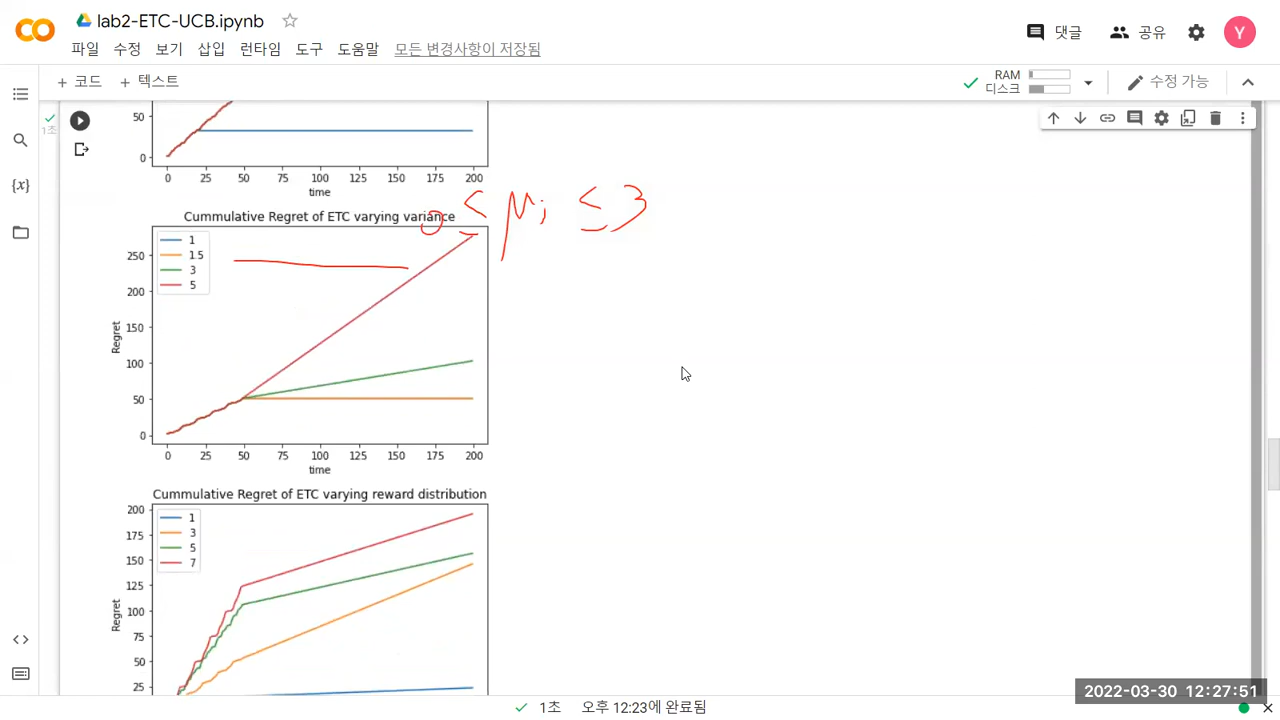 lab2-ETC-UCB.ipynb
파일 수정 보기 삽입 런타임 도구 도움말 모든 변경사항이 저장됨
댓글 공유 Y
+ 코드 + 텍스트
RAM
디스크
수정 가능
1초
50
0
0 25 50 75 100 125 150 175 200
time
0 ≤ μi ≤ 3
Cummulative Regret of ETC varying variance
1
1.5
3
5
250
200
150
100
50
0
Regret
0 25 50 75 100 125 150 175 200
time
Cummulative Regret of ETC varying reward distribution
1
3
5
7
200
175
150
125
100
75
50
25
Regret
{x}
<>
2022-03-30 12:27:51
1초 오후 12:23에 완료됨